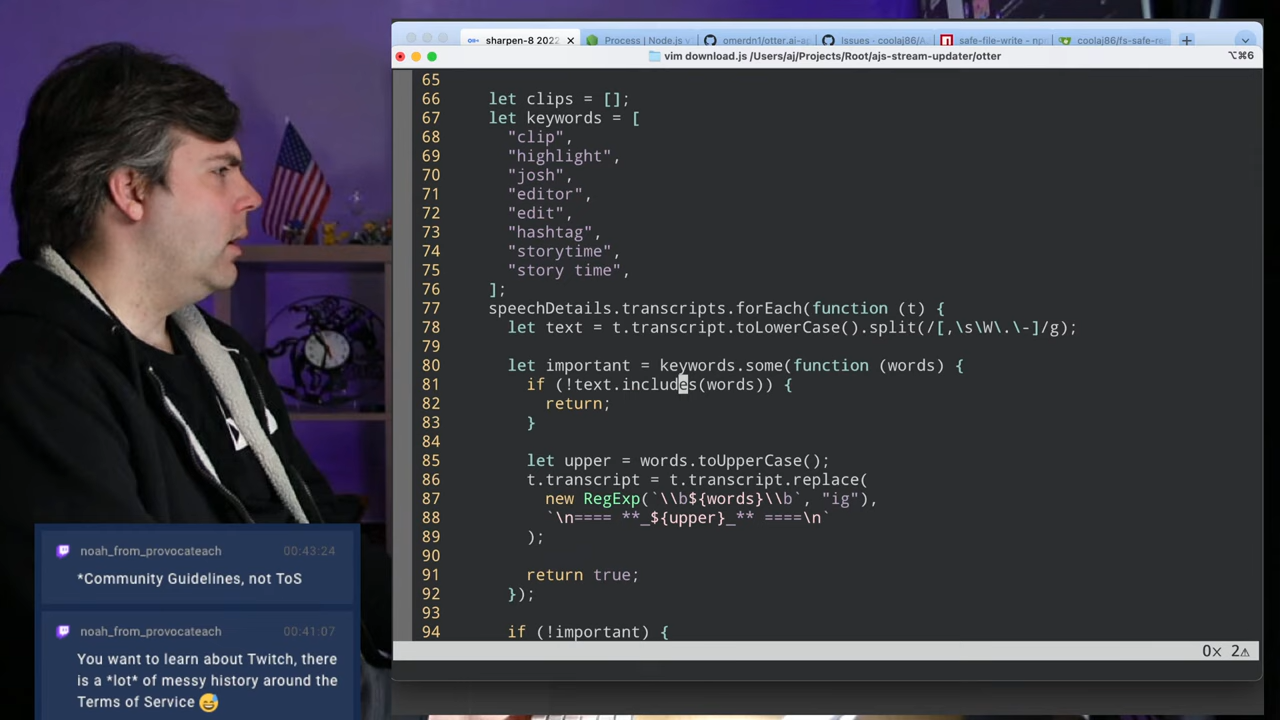 sharpen-8 2022
Process | Node.js v
omerdn1/otter.ai-ap
Issues · coolaj86/A
safe-file-write - npm
coolaj86/fs-safe-re
vim download.js /Users/aj/Projects/Root/ajs-stream-updater/otter
⌥⌘6
65
66 let clips = [];
67 let keywords = [
68 "clip",
69 "highlight",
70 "josh",
71 "editor",
72 "edit",
73 "hashtag",
74 "storytime",
75 "story time",
76 ];
77 speechDetails.transcripts.forEach(function (t) {
78 let text = t.transcript.toLowerCase().split(/[,\s\W\.\-]/g);
79
80 let important = keywords.some(function (words) {
81 if (!text.includes(words)) {
82 return;
83 }
84
85 let upper = words.toUpperCase();
86 t.transcript = t.transcript.replace(
87 new RegExp(`\\b${words}\\b`, "ig"),
88 `\n==== **_${upper}_** ====\n`
89 );
90
91 return true;
92 });
93
94 if (!important) {
0× 2⚠
noah_from_provocateach 00:43:24
*Community Guidelines, not ToS
noah_from_provocateach 00:41:07
You want to learn about Twitch, there
is a *lot* of messy history around the
Terms of Service 😅